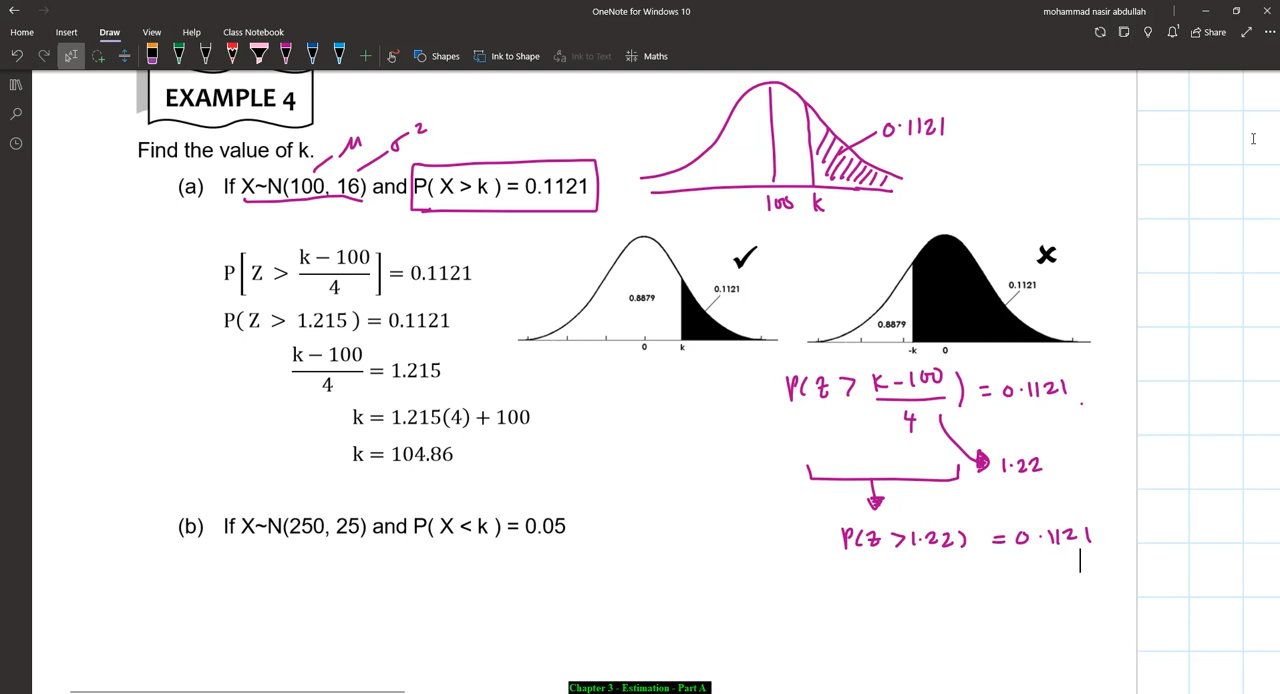 OneNote for Windows 10
mohammad nasir abdullah
Home Insert Draw View Help Class Notebook
Share
Shapes Ink to Shape Ink to Text Maths
EXAMPLE 4
Find the value of k.
μ σ²
(a) If X~N(100, 16) and P( X > k ) = 0.1121
0.1121
100 k
P[ Z > (k − 100)/4 ] = 0.1121
P( Z > 1.215 ) = 0.1121
(k − 100)/4 = 1.215
k = 1.215(4) + 100
k = 104.86
✓
0.8879
0.1121
0 k
✗
0.1121
0.8879
-k 0
P(Z > (k - 100)/4 ) = 0.1121.
1.22
P(Z > 1.22) = 0.1121
(b) If X~N(250, 25) and P( X < k ) = 0.05
Chapter 3 - Estimation - Part A